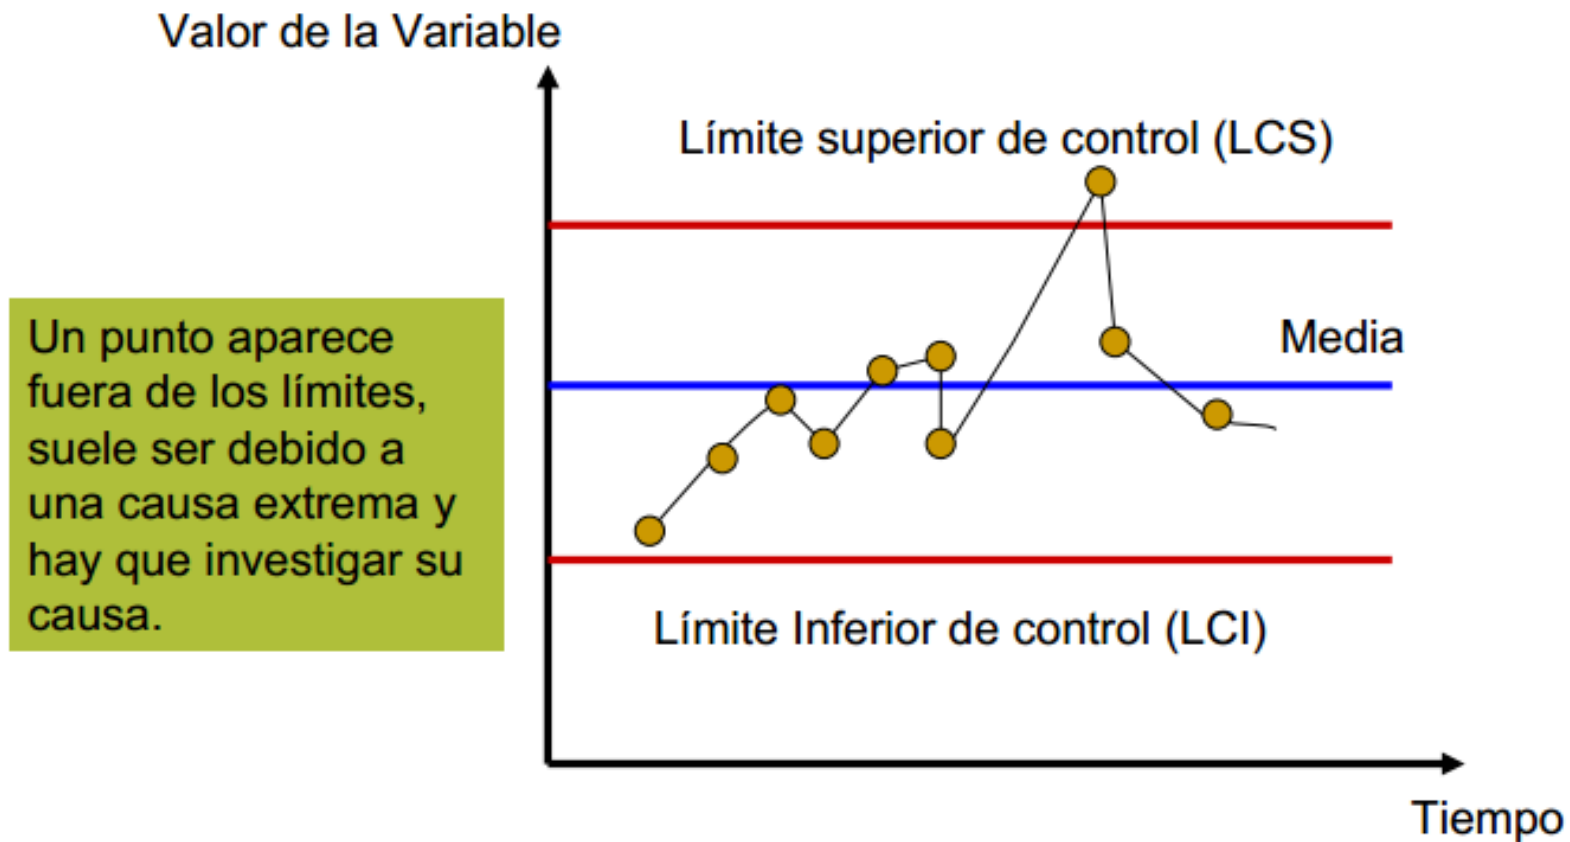 Valor de la Variable
Límite superior de control (LCS)
Un punto aparece
fuera de los límites,
suele ser debido a
una causa extrema y
hay que investigar su
causa.
Media
Límite Inferior de control (LCI)
Tiempo